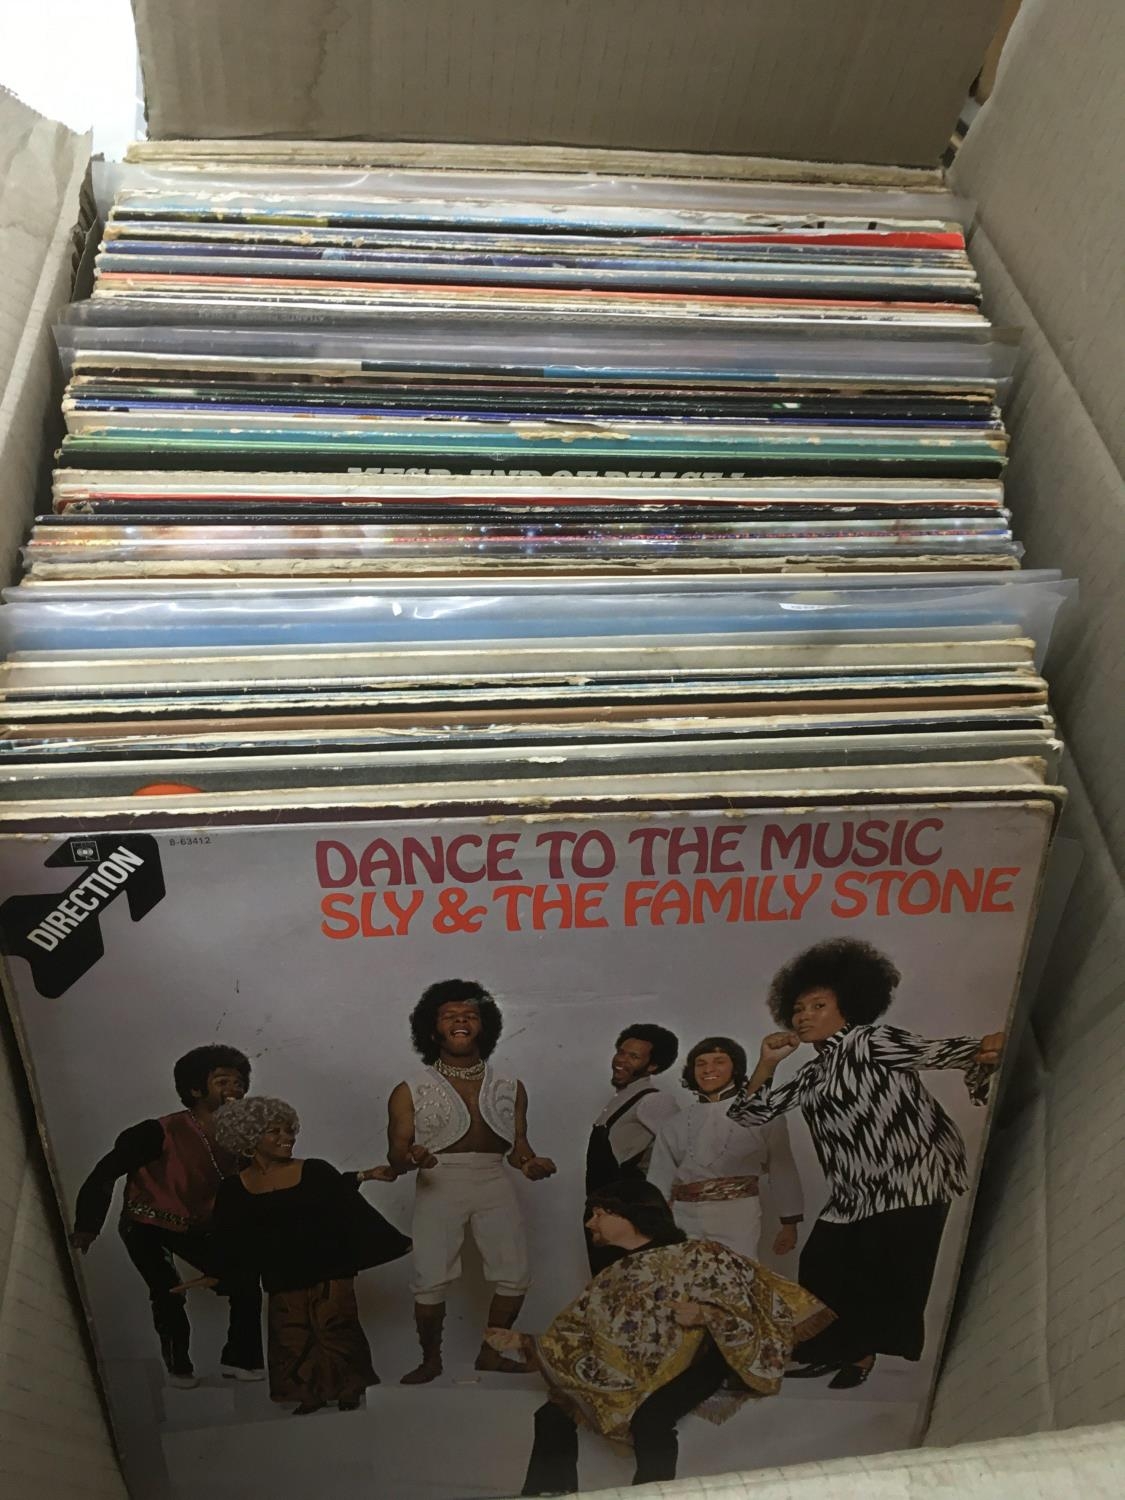 DIRECTION
8-63412
DANCE TO THE MUSIC
SLY & THE FAMILY STONE